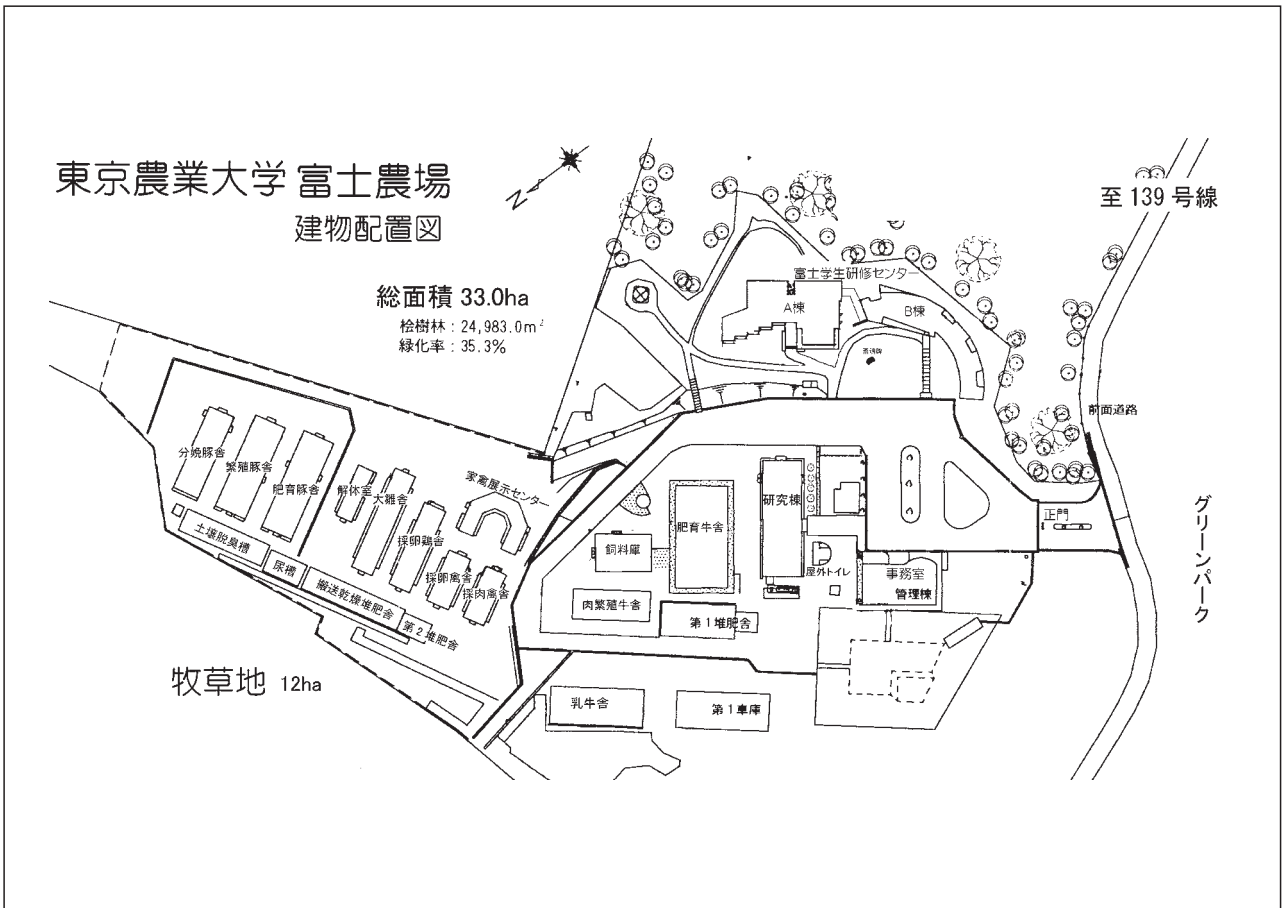 東京農業大学 富士農場
建物配置図
N
至 139 号線
総面積 33.0ha
桧樹林 : 24,983.0m²
緑化率 : 35.3%
富士学生研修センター
A棟
B棟
前面道路
グリーンパーク
正門
分娩豚舎
繁殖豚舎
肥育豚舎
解体室
大雛舎
採卵鶏舎
採卵禽舎
採肉禽舎
家禽展示センター
土壌脱臭槽
尿槽
搬送乾燥堆肥舎
第2堆肥舎
飼料庫
肥育牛舎
研究棟
屋外トイレ
事務室
管理棟
肉繁殖牛舎
第1堆肥舎
牧草地 12ha
乳牛舎
第1車庫